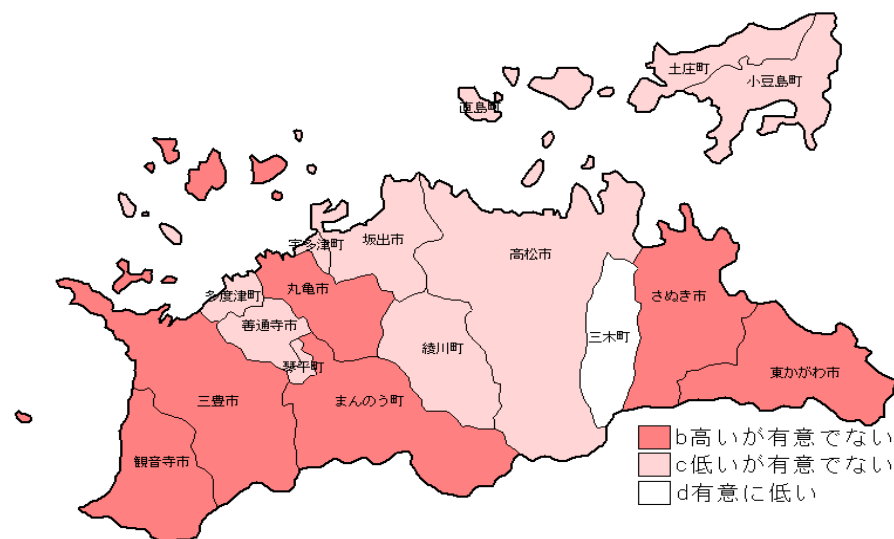 土庄町
小豆島町
直島町
宇多津町
坂出市
高松市
丸亀市
多度津町
さぬき市
善通寺市
三木町
綾川町
琴平町
東かがわ市
三豊市
まんのう町
観音寺市
b高いが有意でない
c低いが有意でない
d有意に低い